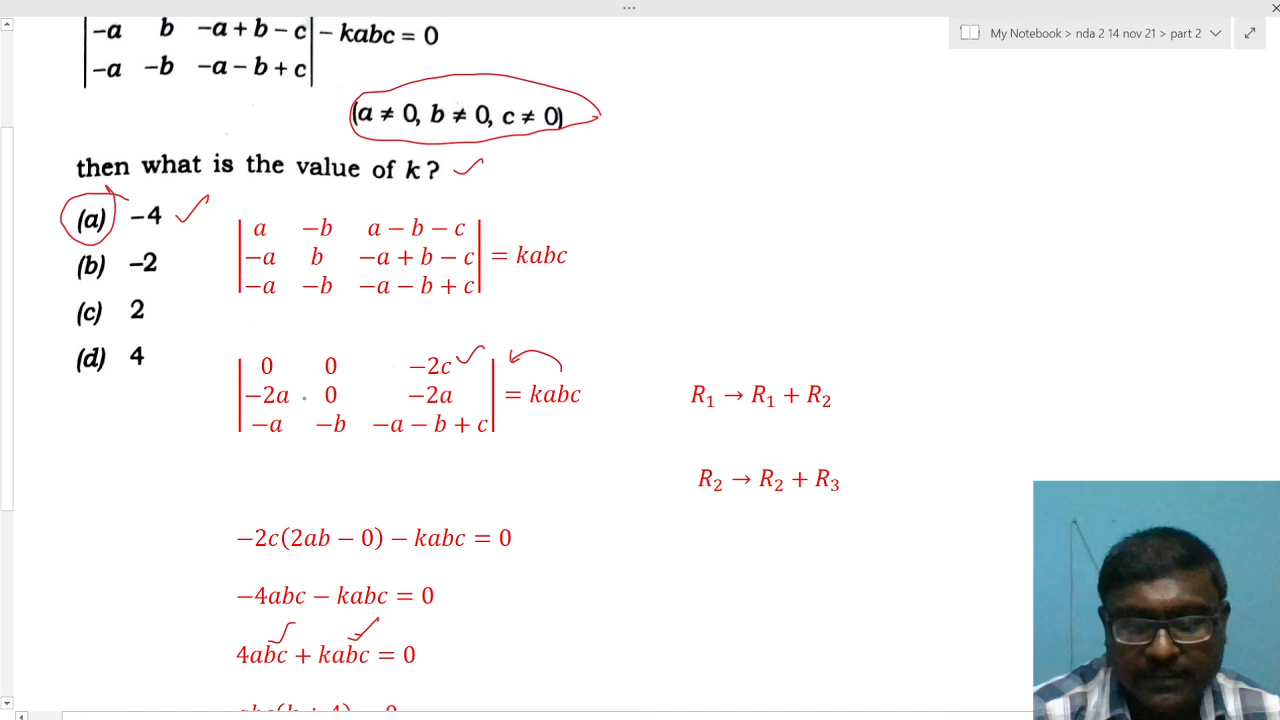 My Notebook > nda 2 14 nov 21 > part 2
| −a b −a + b − c | − kabc = 0
| −a −b −a − b + c |
(a ≠ 0, b ≠ 0, c ≠ 0)
then what is the value of k ?
(a) −4
(b) −2
(c) 2
(d) 4
| a −b a − b − c |
| −a b −a + b − c | = kabc
| −a −b −a − b + c |
| 0 0 −2c |
| −2a 0 −2a | = kabc
| −a −b −a − b + c |
R₁ → R₁ + R₂
R₂ → R₂ + R₃
−2c(2ab − 0) − kabc = 0
−4abc − kabc = 0
4abc + kabc = 0